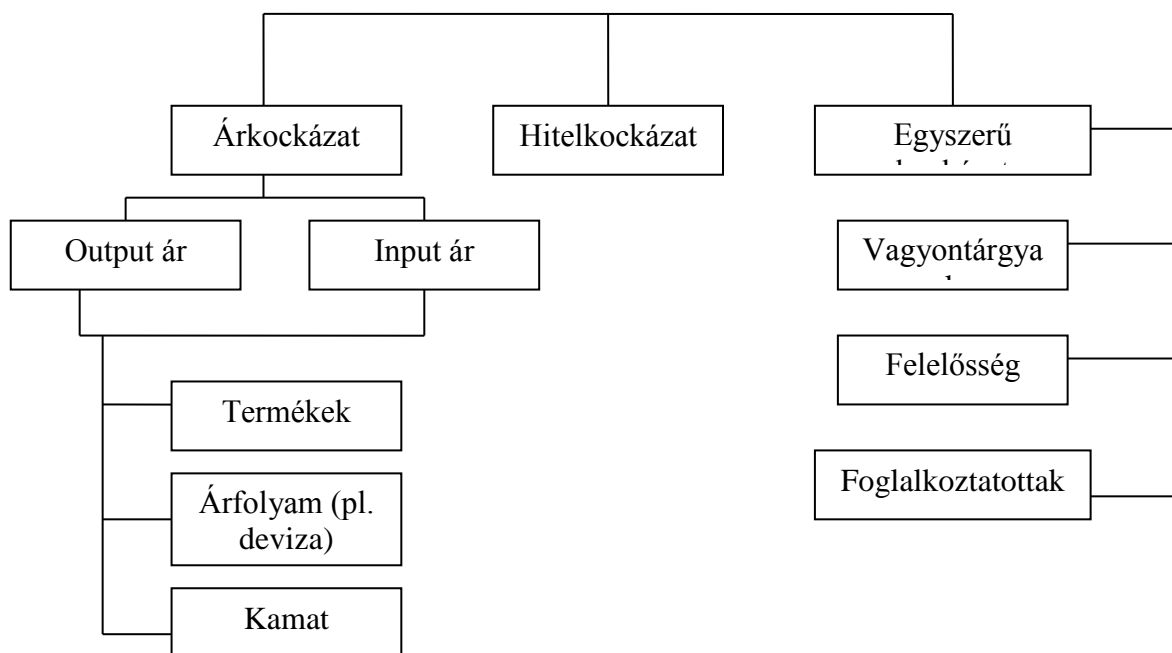 Árkockázat
Hitelkockázat
Egyszerű
Output ár
Input ár
Vagyontárgya
Felelősség
Termékek
Foglalkoztatottak
Árfolyam (pl.
deviza)
Kamat